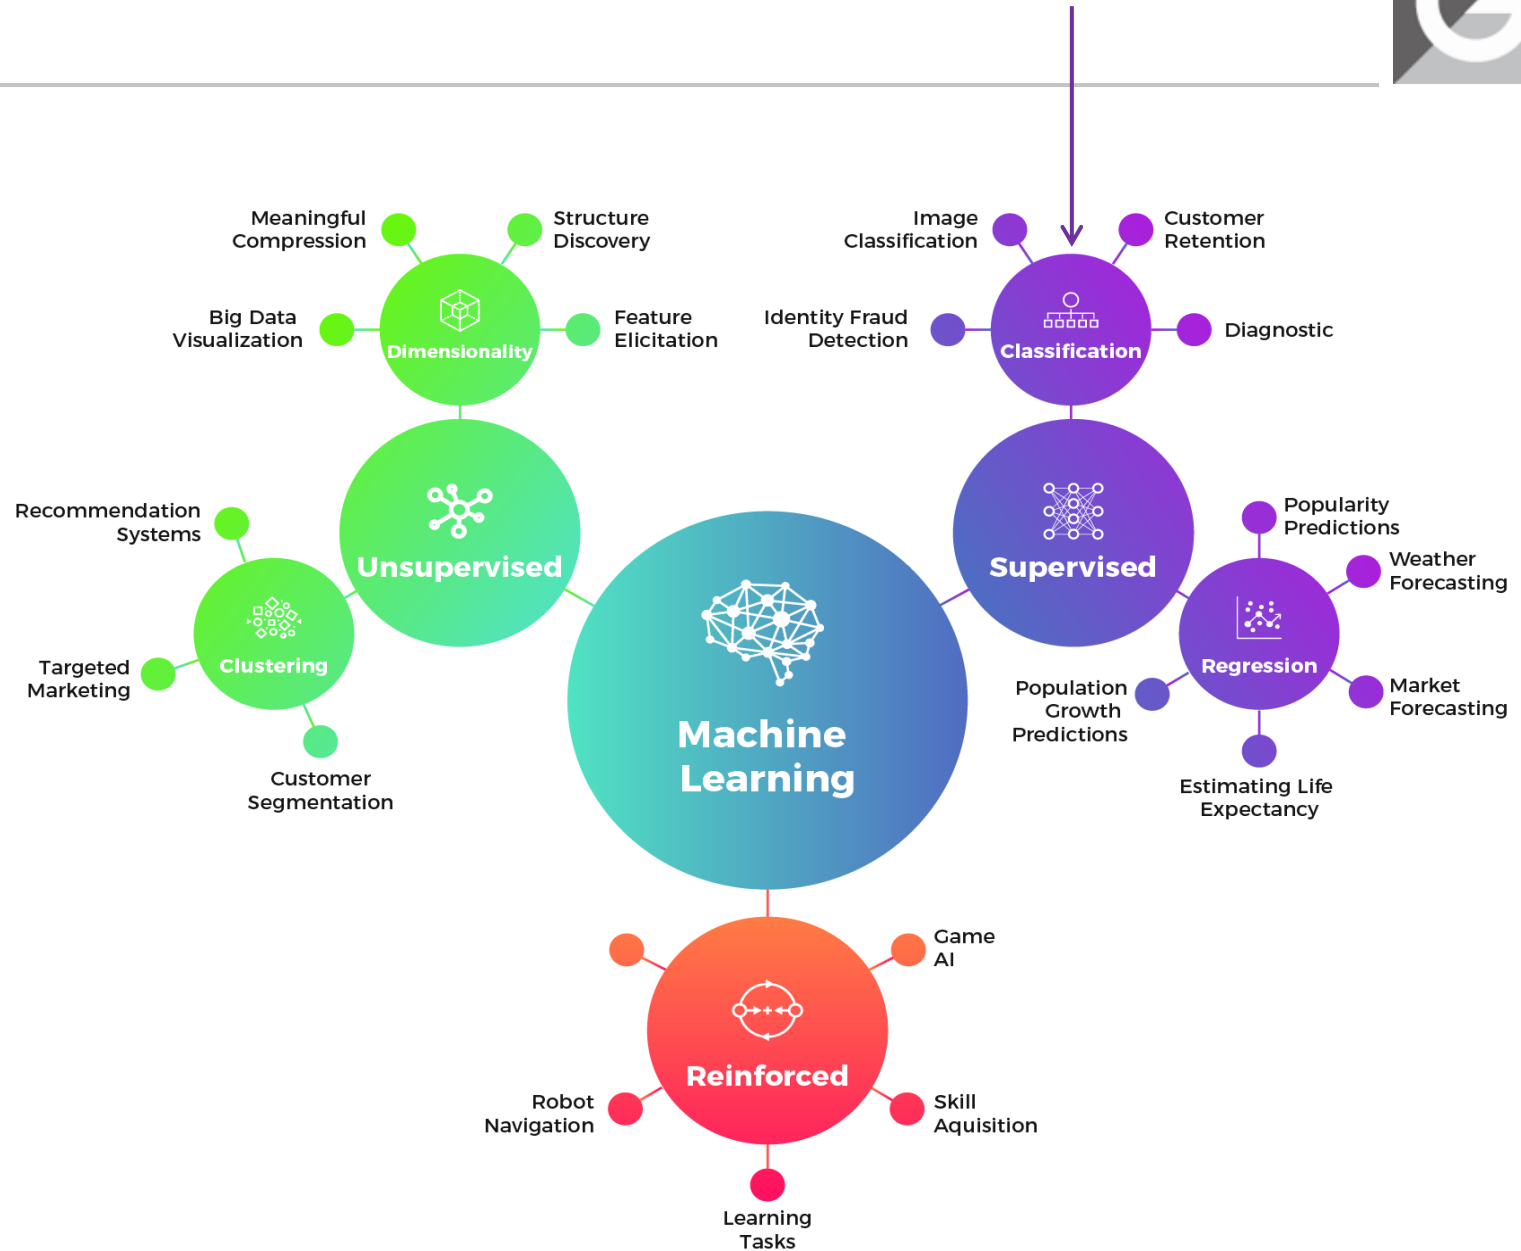 Meaningful
Compression
Structure
Discovery
Big Data
Visualization
Feature
Elicitation
Dimensionality
Image
Classification
Customer
Retention
Identity Fraud
Detection
Diagnostic
Classification
Recommendation
Systems
Unsupervised
Targeted
Marketing
Clustering
Customer
Segmentation
Supervised
Popularity
Predictions
Weather
Forecasting
Regression
Population
Growth
Predictions
Market
Forecasting
Estimating Life
Expectancy
Machine
Learning
Game
AI
Reinforced
Robot
Navigation
Skill
Aquisition
Learning
Tasks